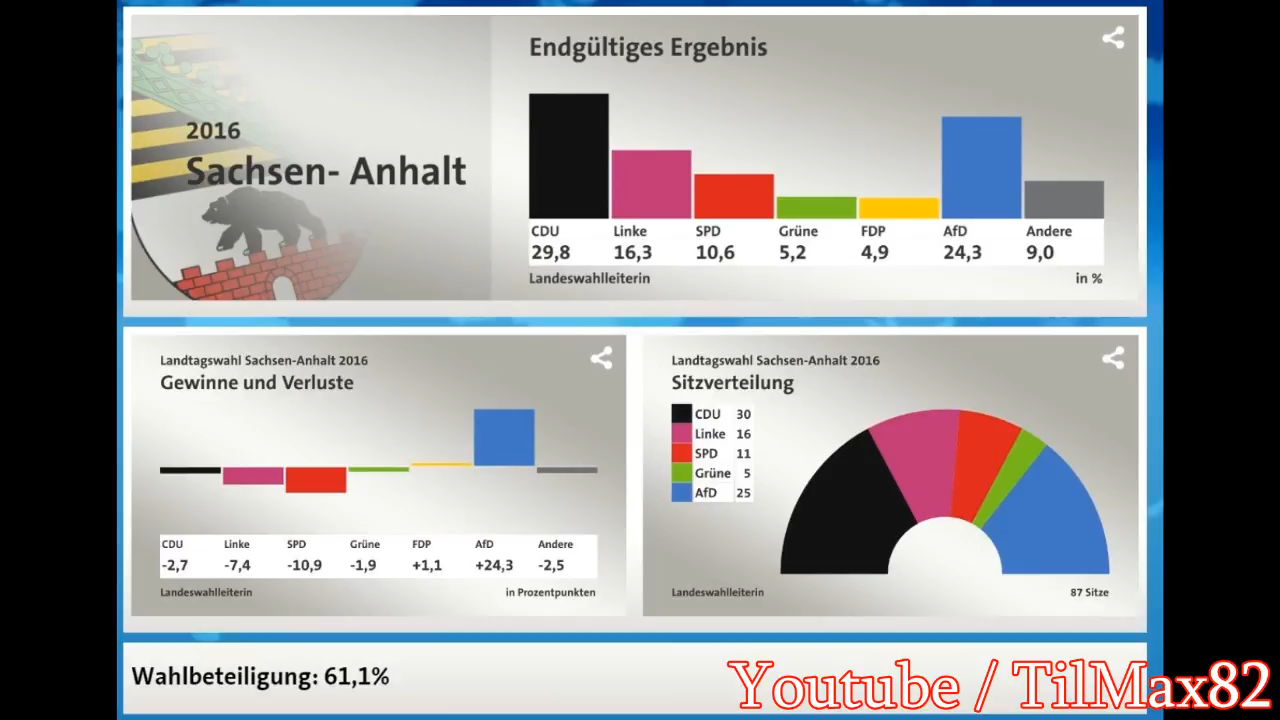 Endgültiges Ergebnis
2016
Sachsen- Anhalt
CDU Linke SPD Grüne FDP AfD Andere
29,8 16,3 10,6 5,2 4,9 24,3 9,0
Landeswahlleiterin in %
Landtagswahl Sachsen-Anhalt 2016
Gewinne und Verluste
CDU Linke SPD Grüne FDP AfD Andere
-2,7 -7,4 -10,9 -1,9 +1,1 +24,3 -2,5
Landeswahlleiterin in Prozentpunkten
Landtagswahl Sachsen-Anhalt 2016
Sitzverteilung
CDU 30
Linke 16
SPD 11
Grüne 5
AfD 25
Landeswahlleiterin 87 Sitze
Wahlbeteiligung: 61,1%
Youtube / TilMax82